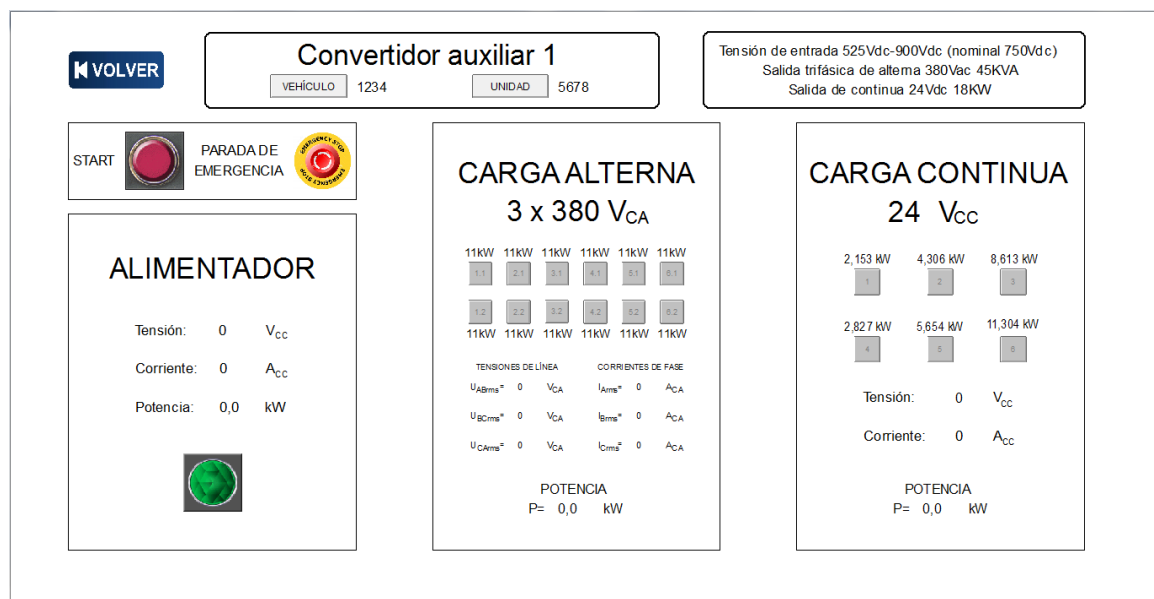 VOLVER
Convertidor auxiliar 1
VEHÍCULO 1234 UNIDAD 5678
Tensión de entrada 525Vdc-900Vdc (nominal 750Vdc)
Salida trifásica de alterna 380Vac 45KVA
Salida de continua 24Vdc 18KW
START
PARADA DE
EMERGENCIA
EMERGENCY STOP
EMERGENCY STOP
ALIMENTADOR
Tensión: 0 VCC
Corriente: 0 ACC
Potencia: 0,0 kW
CARGA ALTERNA
3 x 380 VCA
11kW 11kW 11kW 11kW 11kW 11kW
1.1 2.1 3.1 4.1 5.1 6.1
1.2 2.2 3.2 4.2 5.2 6.2
11kW 11kW 11kW 11kW 11kW 11kW
TENSIONES DE LÍNEA CORRIENTES DE FASE
UABrms= 0 VCA IArms= 0 ACA
UBCrms= 0 VCA IBrms= 0 ACA
UCArms= 0 VCA ICrms= 0 ACA
POTENCIA
P= 0,0 kW
CARGA CONTINUA
24 VCC
2,153 kW 4,306 kW 8,613 kW
1 2 3
2,827 kW 5,654 kW 11,304 kW
4 5 6
Tensión: 0 VCC
Corriente: 0 ACC
POTENCIA
P= 0,0 kW